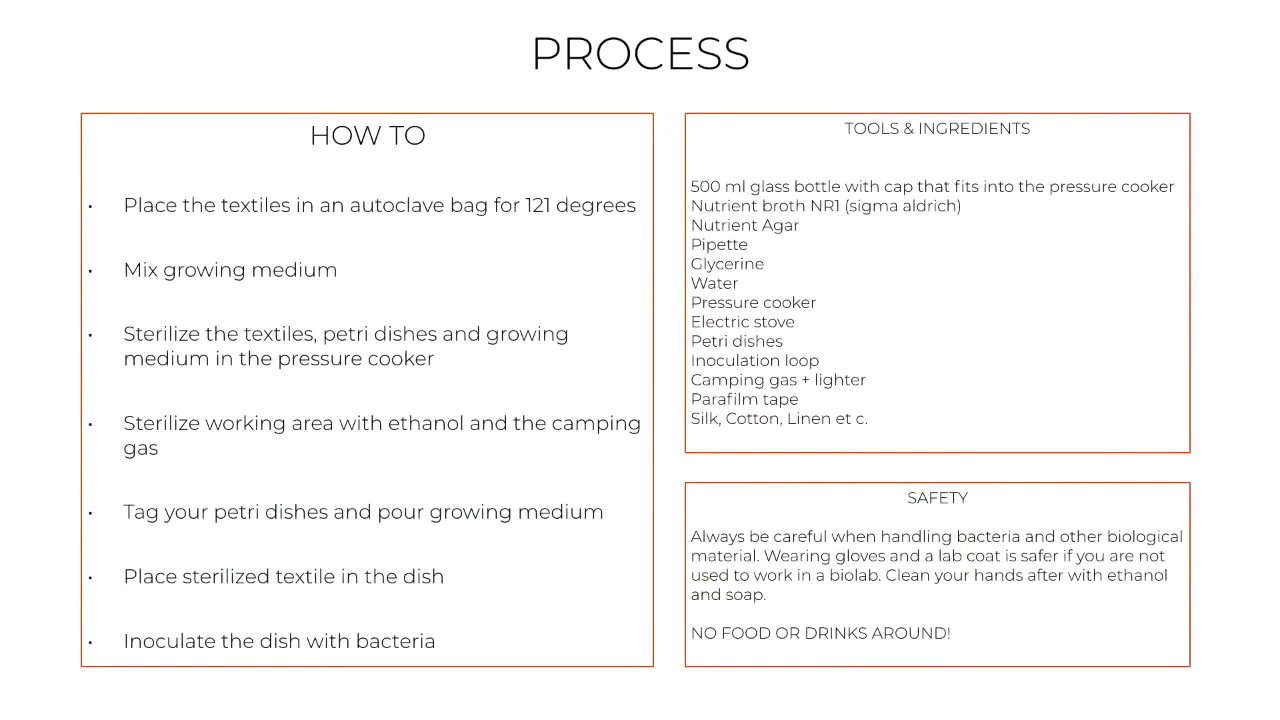 PROCESS
HOW TO
• Place the textiles in an autoclave bag for 121 degrees
• Mix growing medium
• Sterilize the textiles, petri dishes and growing
medium in the pressure cooker
• Sterilize working area with ethanol and the camping
gas
• Tag your petri dishes and pour growing medium
• Place sterilized textile in the dish
• Inoculate the dish with bacteria
TOOLS & INGREDIENTS
500 ml glass bottle with cap that fits into the pressure cooker
Nutrient broth NR1 (sigma aldrich)
Nutrient Agar
Pipette
Glycerine
Water
Pressure cooker
Electric stove
Petri dishes
Inoculation loop
Camping gas + lighter
Parafilm tape
Silk, Cotton, Linen et c.
SAFETY
Always be careful when handling bacteria and other biological
material. Wearing gloves and a lab coat is safer if you are not
used to work in a biolab. Clean your hands after with ethanol
and soap.
NO FOOD OR DRINKS AROUND!